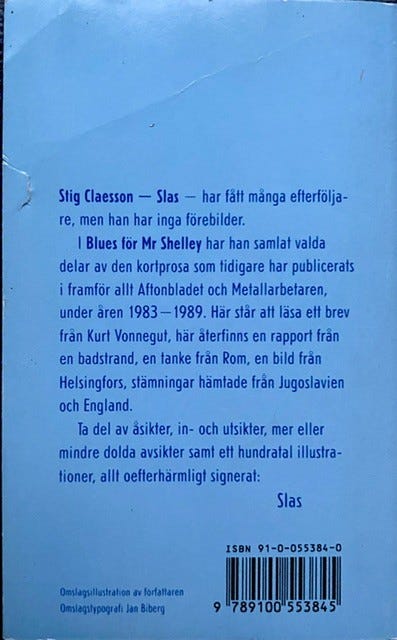 Stig Claesson — Slas — har fått många efterföljа-
re, men han har inga förebilder.
I Blues för Mr Shelley har han samlat valda
delar av den kortprosa som tidigare har publicerats
i framför allt Aftonbladet och Metallarbetaren,
under åren 1983—1989. Här står att läsa ett brev
från Kurt Vonnegut, här återfinns en rapport från
en badstrand, en tanke från Rom, en bild från
Helsingfors, stämningar hämtade från Jugoslavien
och England.
Ta del av åsikter, in- och utsikter, mer eller
mindre dolda avsikter samt ett hundratal illustra-
tioner, allt oefterhärmligt signerat:
Slas
ISBN 91-0-055384-0
9 789100 553845
Omslagsillustration av författaren
Omslagstypografi Jan Biberg